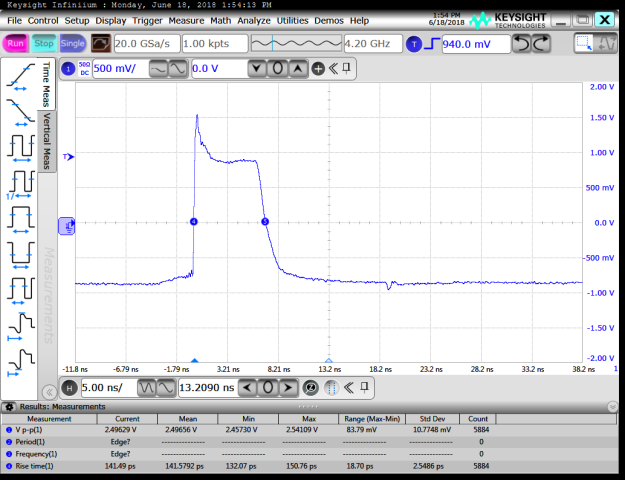 Keysight Infiniium : Monday, June 18, 2018 1:54:13 PM
File Control Setup Display Trigger Measure Math Analyze Utilities Demos Help
1:54 PM
6/18/2018
KEYSIGHT
TECHNOLOGIES
Run Stop Single 20.0 GSa/s 1.00 kpts 4.20 GHz T 940.0 mV
1 50Ω DC 500 mV/ 0.0 V
Time Meas
Vertical Meas
Measurements
1/
T
2.00 V
1.50 V
1.00 V
500 mV
0.0 V
-500 mV
-1.00 V
-1.50 V
-2.00 V
4 3
-11.8 ns -6.79 ns -1.79 ns 3.21 ns 8.21 ns 13.2 ns 18.2 ns 23.2 ns 28.2 ns 33.2 ns 38.2 ns 1
H 5.00 ns/ 13.2090 ns 0
Results: Measurements
Measurement Current Mean Min Max Range (Max-Min) Std Dev Count
V p-p(1) 2.49629 V 2.49656 V 2.45730 V 2.54109 V 83.79 mV 10.7748 mV 5884
Period(1) Edge? --------------- --------------- --------------- --------------- --------------- 0
Frequency(1) Edge? --------------- --------------- --------------- --------------- --------------- 0
Rise time(1) 141.49 ps 141.5792 ps 132.07 ps 150.76 ps 18.70 ps 2.5486 ps 5884